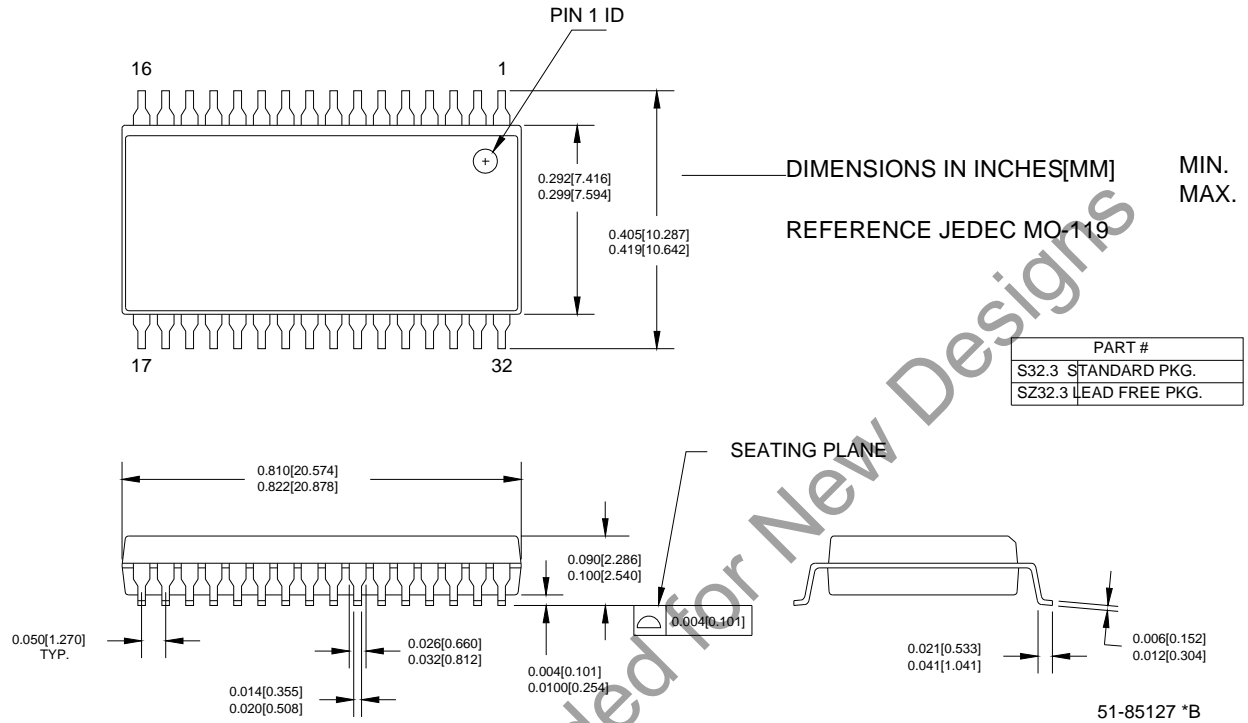 PIN 1 ID
16
1
0.292[7.416]
0.299[7.594]
0.405[10.287]
0.419[10.642]
DIMENSIONS IN INCHES[MM]
MIN.
MAX.
REFERENCE JEDEC MO-119
17
32
PART #
S32.3 STANDARD PKG.
SZ32.3 LEAD FREE PKG.
SEATING PLANE
0.810[20.574]
0.822[20.878]
0.090[2.286]
0.100[2.540]
0.004[0.101]
0.050[1.270]
TYP.
0.026[0.660]
0.032[0.812]
0.014[0.355]
0.020[0.508]
0.004[0.101]
0.0100[0.254]
0.021[0.533]
0.041[1.041]
0.006[0.152]
0.012[0.304]
51-85127 *B
ded for New Designs